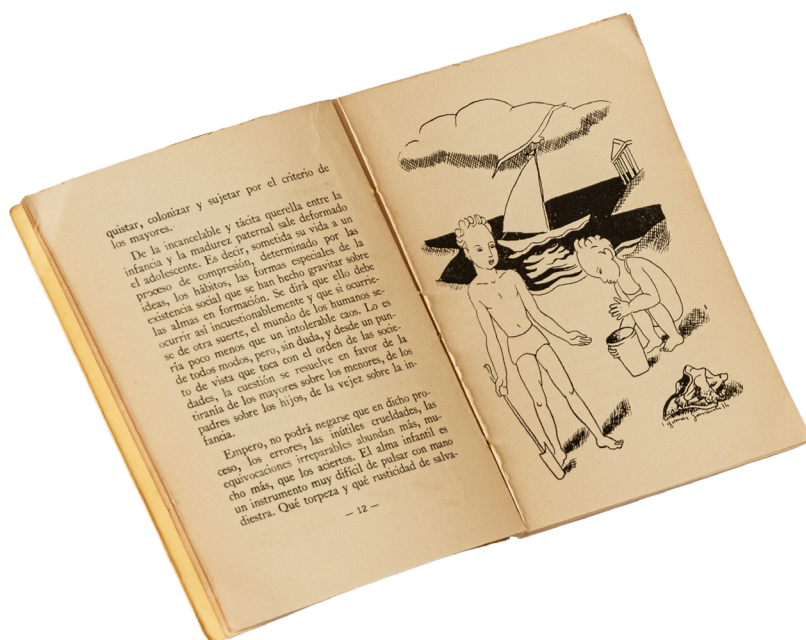 quistar, colonizar y sujetar por el criterio de
los mayores.
De la incancelable y tácita querella entre la
infancia y la madurez paternal sale deformado
el adolescente. Es decir, sometida su vida a un
proceso de compresión, determinado por las
ideas, los hábitos, las formas especiales de la
existencia social que se han hecho gravitar sobre
las almas en formación. Se dirá que ello debe
ocurrir así incuestionablemente y que si ocurrie-
se de otra suerte, el mundo de los humanos se-
ría poco menos que un intolerable caos. Lo es
de todos modos, pero, sin duda, y desde un pun-
to de vista que toca con el orden de las socie-
dades, la cuestión se resuelve en favor de la
tiranía de los mayores sobre los menores, de los
padres sobre los hijos, de la vejez sobre la in-
fancia.
Empero, no podrá negarse que en dicho pro-
ceso, los errores, las inútiles crueldades, las
equivocaciones irreparables abundan más, mu-
cho más, que los aciertos. El alma infantil es
un instrumento muy difícil de pulsar con mano
diestra. Qué torpeza y qué rusticidad de salva-
— 12 —